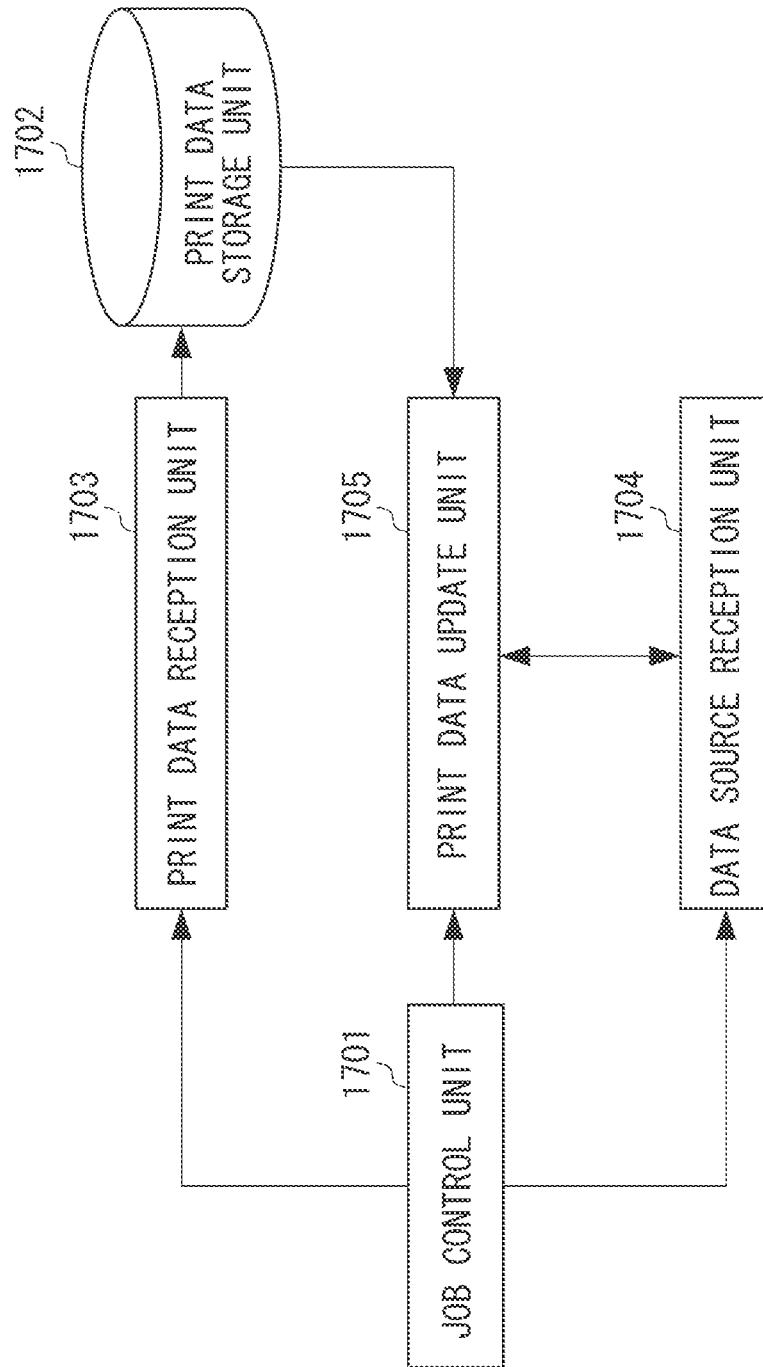 1702
PRINT DATA
STORAGE UNIT
1703
PRINT DATA RECEPTION UNIT
1705
PRINT DATA UPDATE UNIT
1704
DATA SOURCE RECEPTION UNIT
1701
JOB CONTROL UNIT